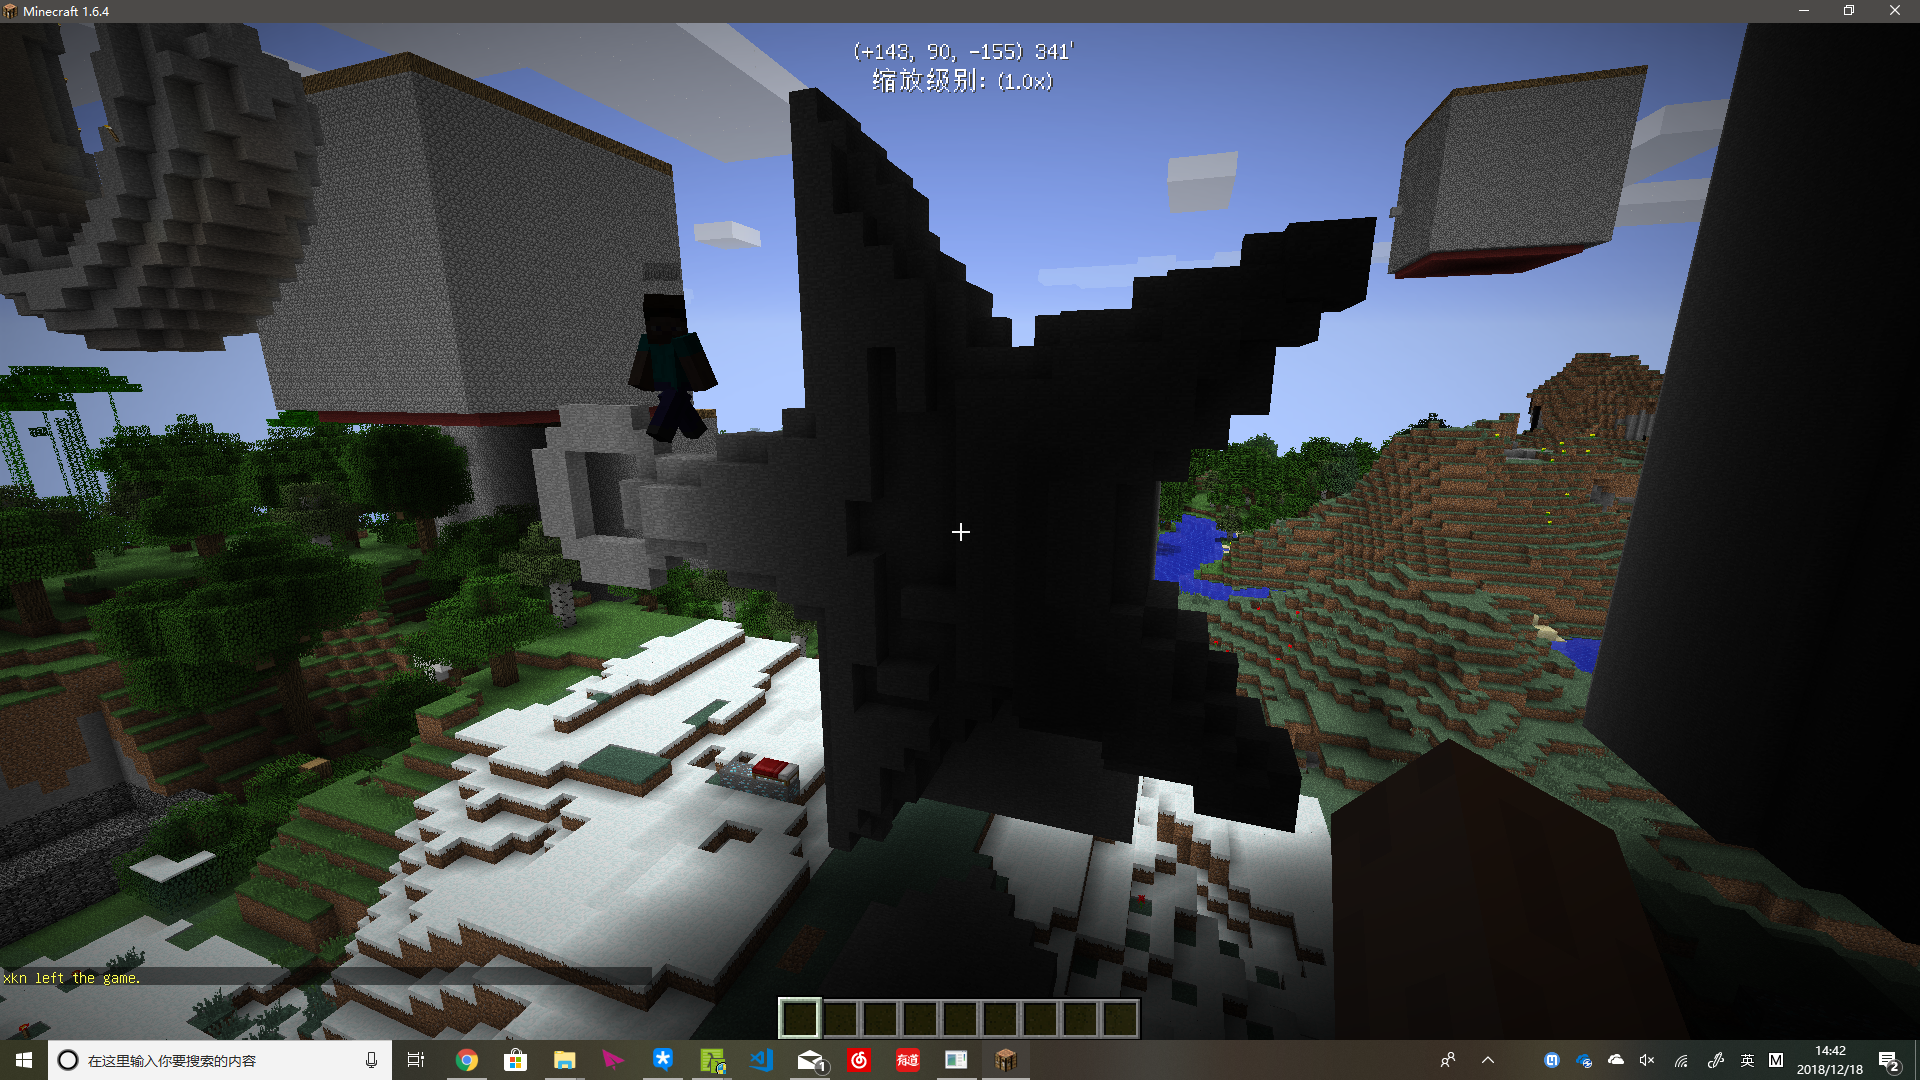 Minecraft 1.6.4
(+143, 90, -155) 341'
缩放级别: (1.0x)
xkn left the game.
在这里输入你要搜索的内容
1
有道
英
M
14:42
2018/12/18
2